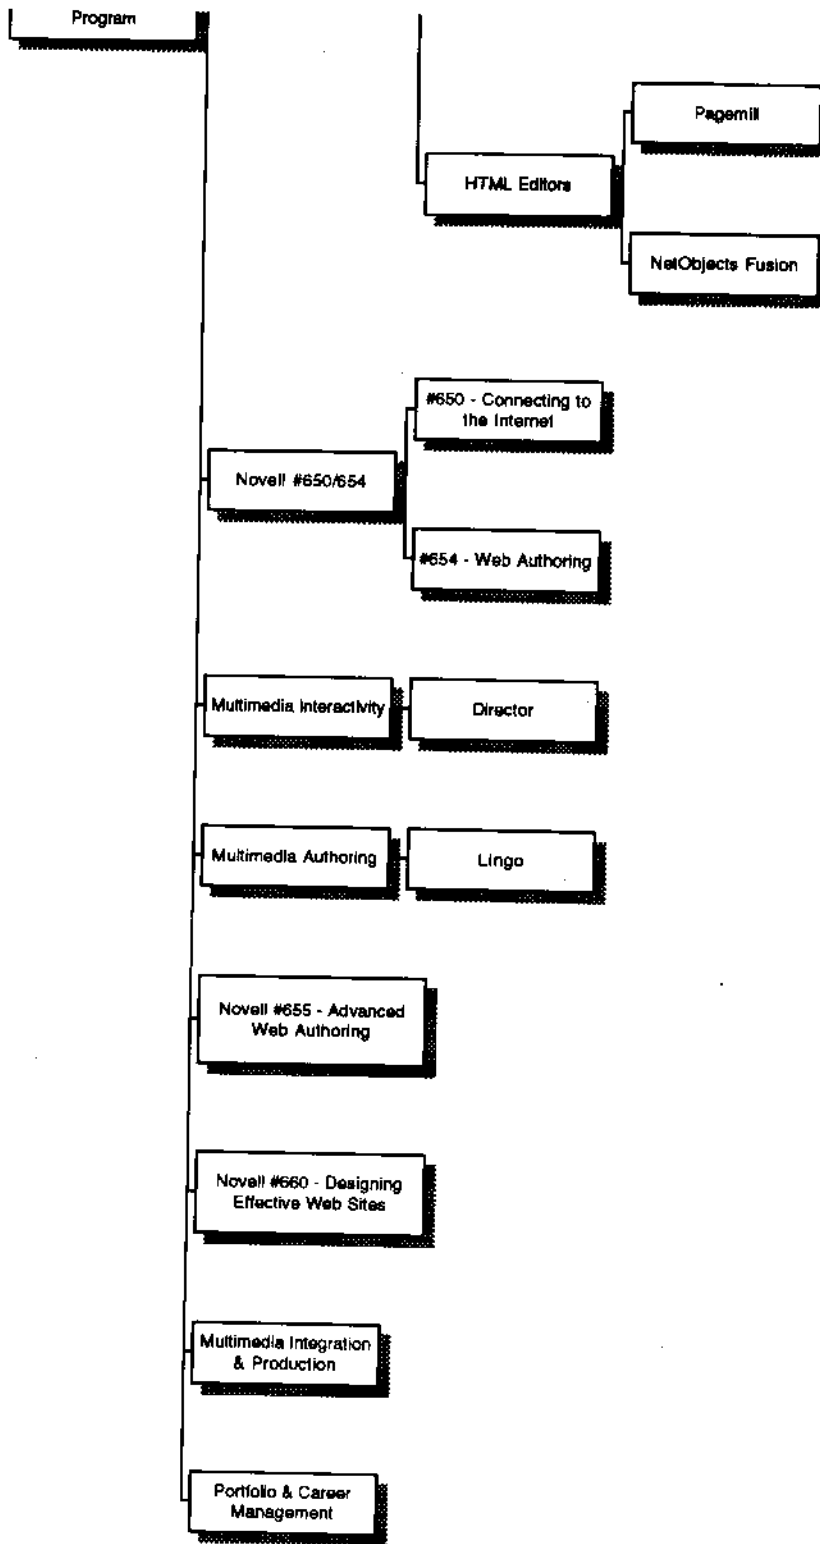 Program
Pagemill
HTML Editors
NetObjects Fusion
#650 - Connecting to
the Internet
Novell #650/654
#654 - Web Authoring
Multimedia Interactivity
Director
Multimedia Authoring
Lingo
Novell #655 - Advanced
Web Authoring
Novell #660 - Designing
Effective Web Sites
Multimedia Integration
& Production
Portfolio & Career
Management